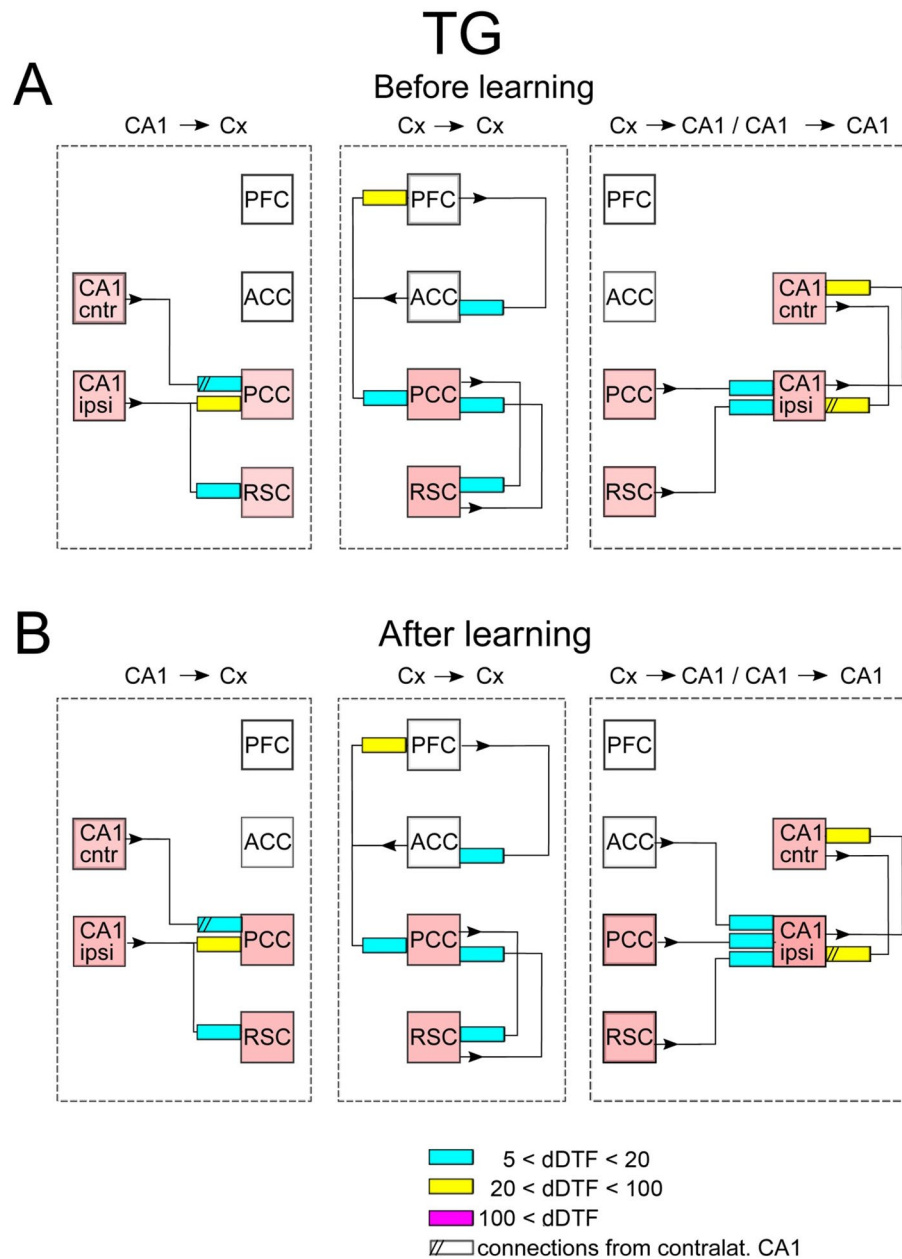 TG
A
Before learning
CA1 → Cx
Cx → Cx
Cx → CA1 / CA1 → CA1
PFC
CA1
cntr
ACC
CA1
ipsi
PCC
RSC
PFC
ACC
PCC
RSC
PFC
ACC
CA1
cntr
PCC
CA1
ipsi
RSC
B
After learning
CA1 → Cx
Cx → Cx
Cx → CA1 / CA1 → CA1
PFC
CA1
cntr
ACC
CA1
ipsi
PCC
RSC
PFC
ACC
PCC
RSC
PFC
ACC
CA1
cntr
PCC
CA1
ipsi
RSC
5 < dDTF < 20
20 < dDTF < 100
100 < dDTF
connections from contralat. CA1